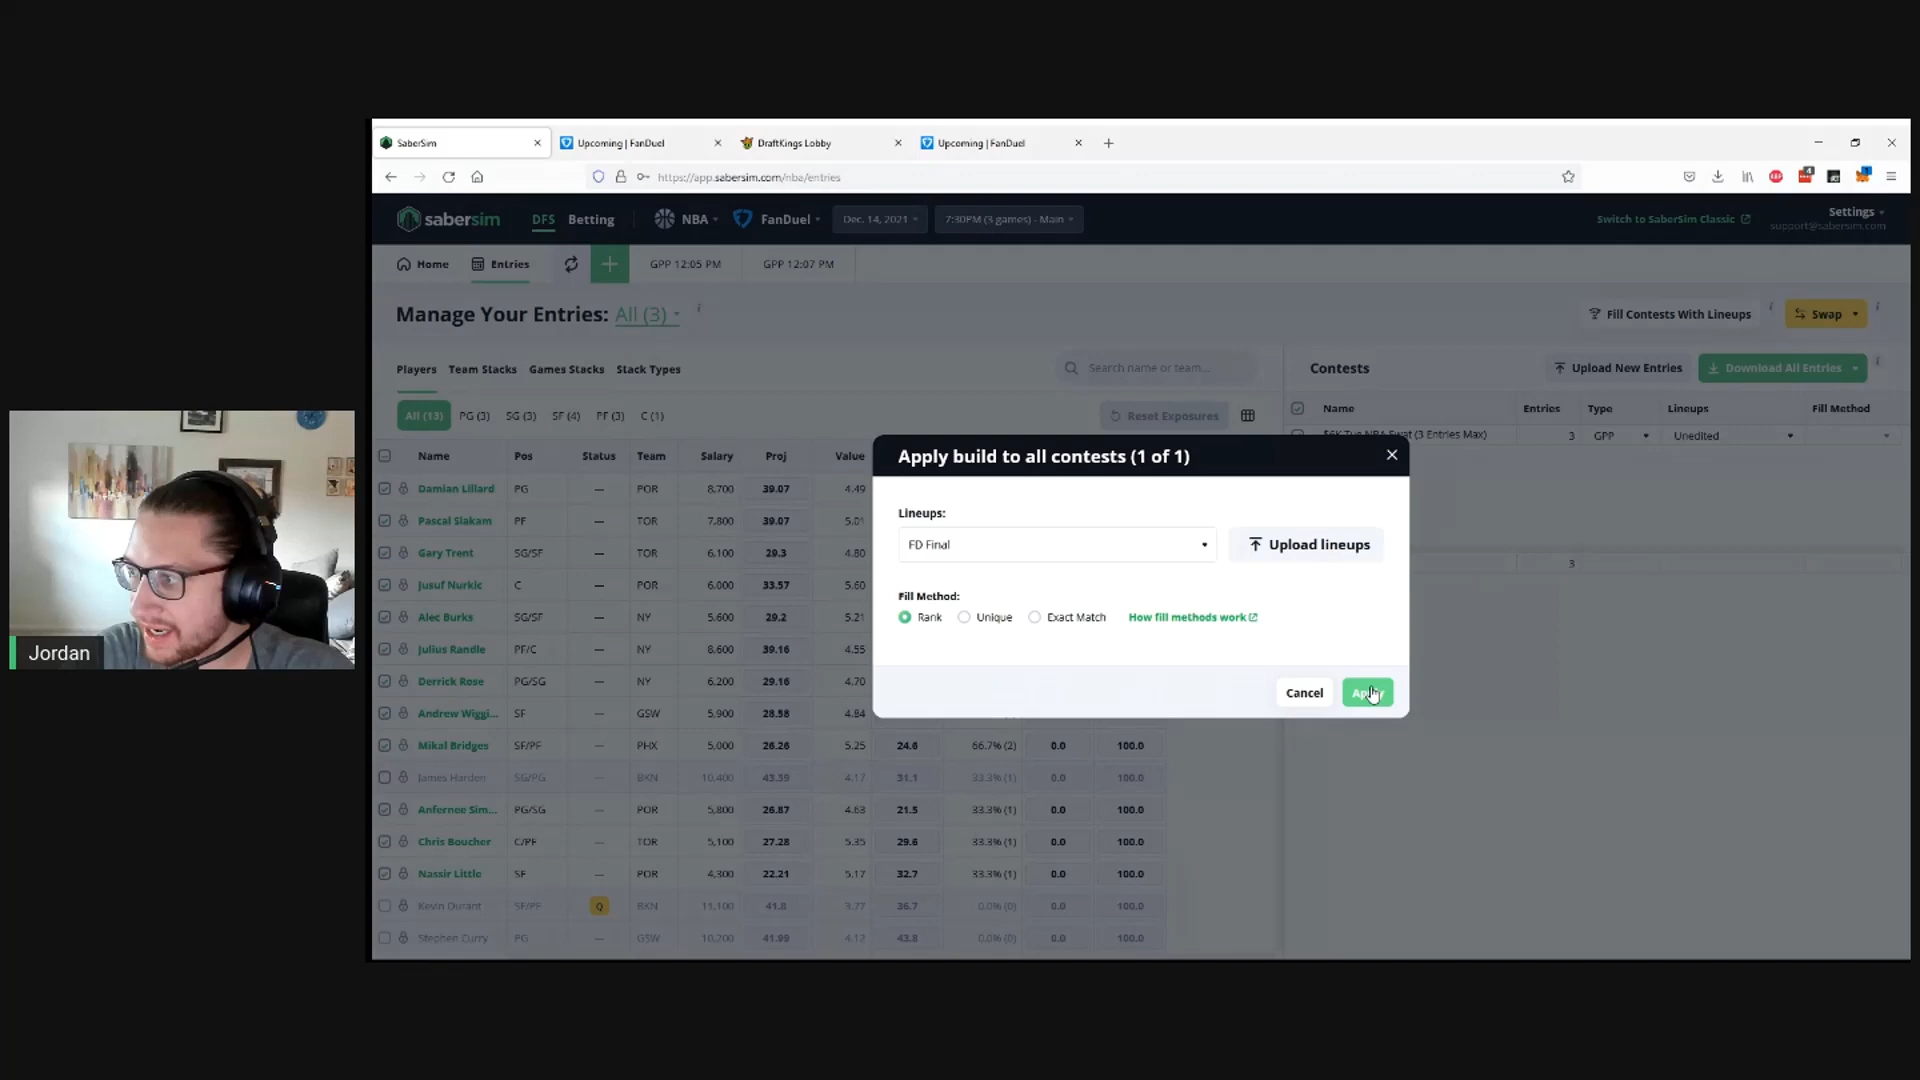 SaberSim
Upcoming | FanDuel
DraftKings Lobby
Upcoming | FanDuel
https://app.sabersim.com/nba/entries
sabersim
DFS
Betting
NBA
FanDuel
Dec. 14, 2021
7:30PM (3 games) - Main
Switch to SaberSim Classic
Settings
support@sabersim.com
Home
Entries
GPP 12:05 PM
GPP 12:07 PM
Manage Your Entries: All (3)
Fill Contests With Lineups
Swap
Players
Team Stacks
Games Stacks
Stack Types
Search name or team...
Contests
Upload New Entries
Download All Entries
All (13)
PG (3)
SG (3)
SF (4)
PF (3)
C (1)
Reset Exposures
Name Entries Type Lineups Fill Method
$6K Tue NBA Swat (3 Entries Max) 3 GPP Unedited
3
Name Pos Status Team Salary Proj Value
Damian Lillard PG — POR 8,700 39.07 4.49
Pascal Siakam PF — TOR 7,800 39.07 5.01
Gary Trent SG/SF — TOR 6,100 29.3 4.80
Jusuf Nurkic C — POR 6,000 33.57 5.60
Alec Burks SG/SF — NY 5,600 29.2 5.21
Julius Randle PF/C — NY 8,600 39.16 4.55
Derrick Rose PG/SG — NY 6,200 29.16 4.70
Andrew Wiggi... SF — GSW 5,900 28.58 4.84
Mikal Bridges SF/PF — PHX 5,000 26.26 5.25 24.6 66.7% (2) 0.0 100.0
James Harden SG/PG — BKN 10,400 43.39 4.17 31.1 33.3% (1) 0.0 100.0
Anfernee Sim... PG/SG — POR 5,800 26.87 4.63 21.5 33.3% (1) 0.0 100.0
Chris Boucher C/PF — TOR 5,100 27.28 5.35 29.6 33.3% (1) 0.0 100.0
Nassir Little SF — POR 4,300 22.21 5.17 32.7 33.3% (1) 0.0 100.0
Kevin Durant SF/PF Q BKN 11,100 41.8 3.77 36.7 0.0% (0) 0.0 100.0
Stephen Curry PG — GSW 10,200 41.99 4.12 43.8 0.0% (0) 0.0 100.0
Apply build to all contests (1 of 1)
Lineups:
FD Final
Upload lineups
Fill Method:
Rank
Unique
Exact Match
How fill methods work
Cancel
Jordan